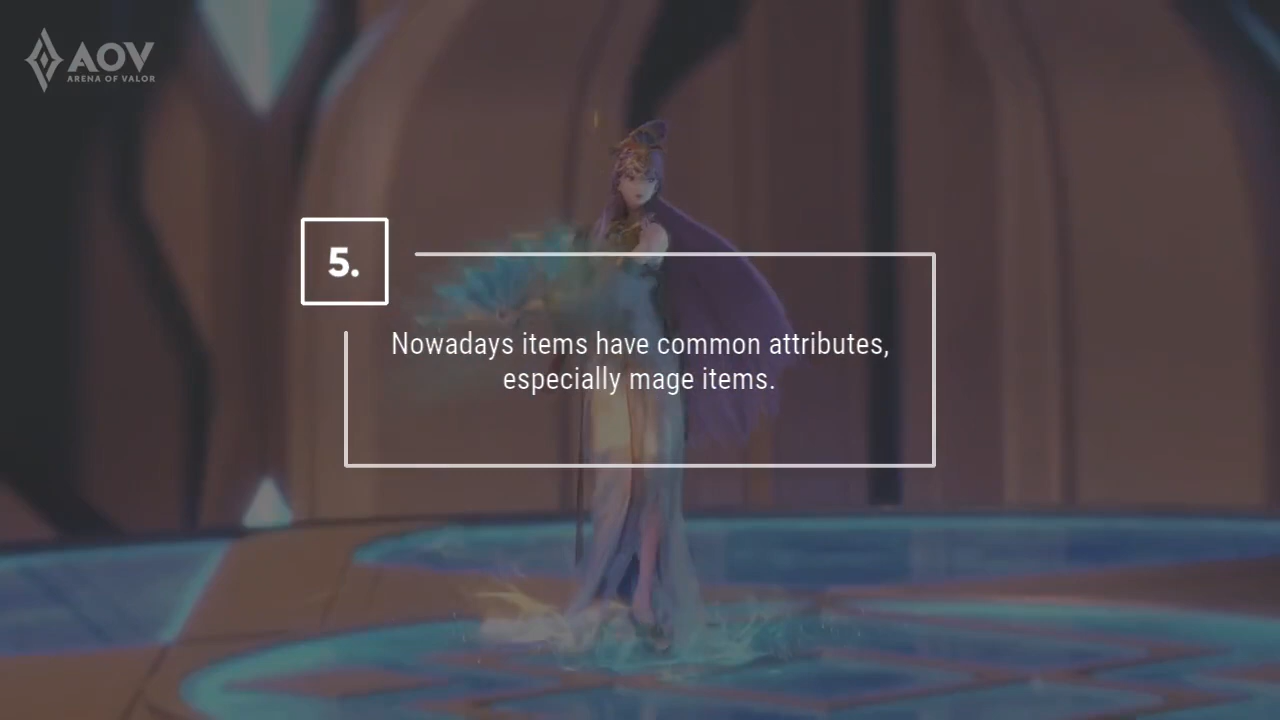 AOV
ARENA OF VALOR
5.
Nowadays items have common attributes,
especially mage items.